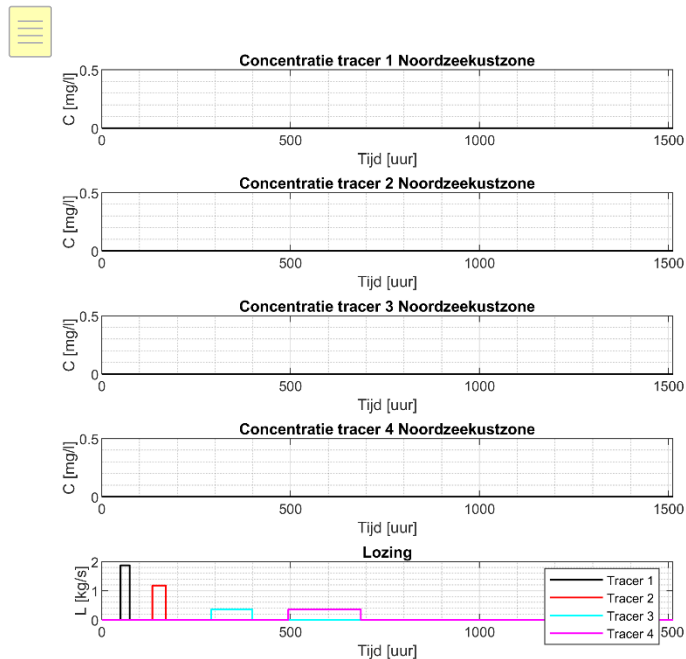 Concentratie tracer 1 Noordzeekustzone
0.5
C [mg/l]
0
0 500 1000 1500
Tijd [uur]
Concentratie tracer 2 Noordzeekustzone
0.5
C [mg/l]
0
0 500 1000 1500
Tijd [uur]
Concentratie tracer 3 Noordzeekustzone
0.5
C [mg/l]
0
0 500 1000 1500
Tijd [uur]
Concentratie tracer 4 Noordzeekustzone
0.5
C [mg/l]
0
0 500 1000 1500
Tijd [uur]
Lozing
2
L [kg/s]
1
0
Tracer 1
Tracer 2
Tracer 3
Tracer 4
0 500 1000 1500
Tijd [uur]